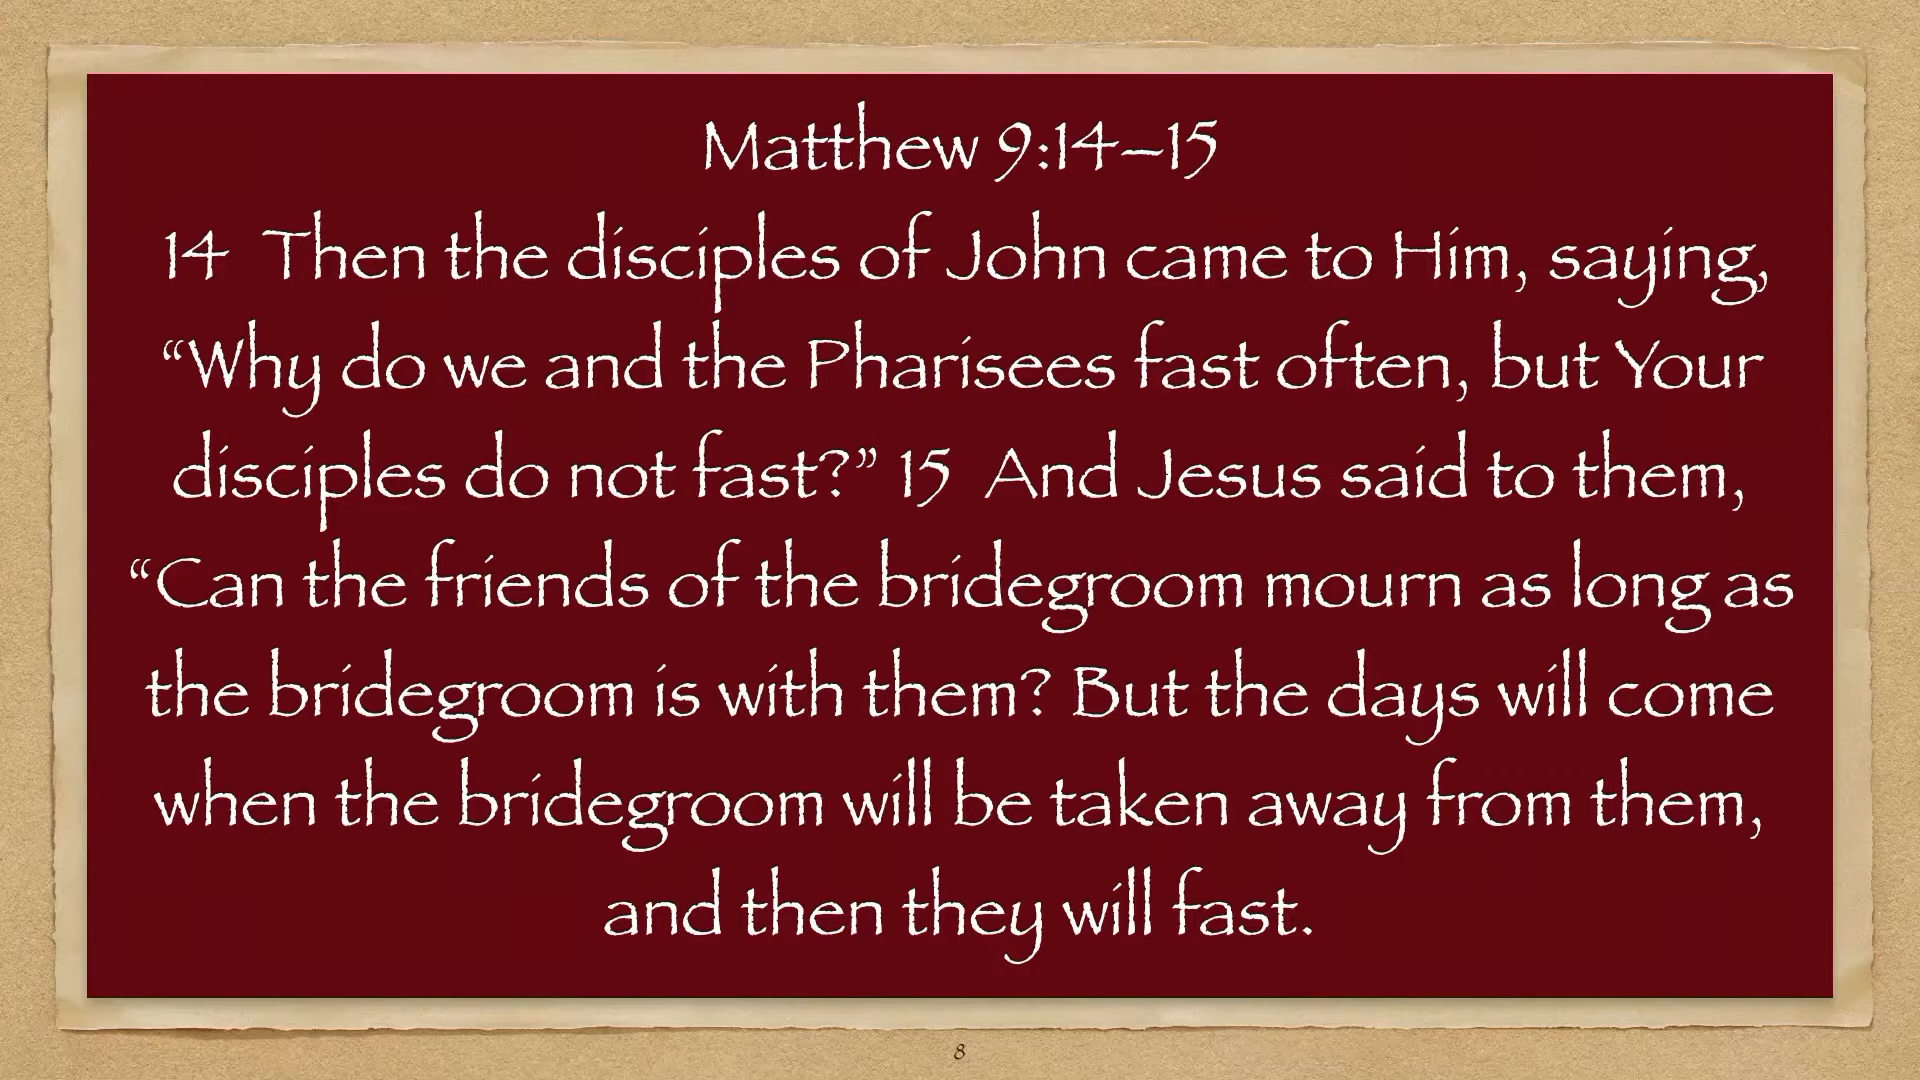 Matthew 9:14–15
14  Then the disciples of John came to Him, saying,
“Why do we and the Pharisees fast often, but Your
disciples do not fast?” 15  And Jesus said to them,
“Can the friends of the bridegroom mourn as long as
the bridegroom is with them? But the days will come
when the bridegroom will be taken away from them,
and then they will fast.
8